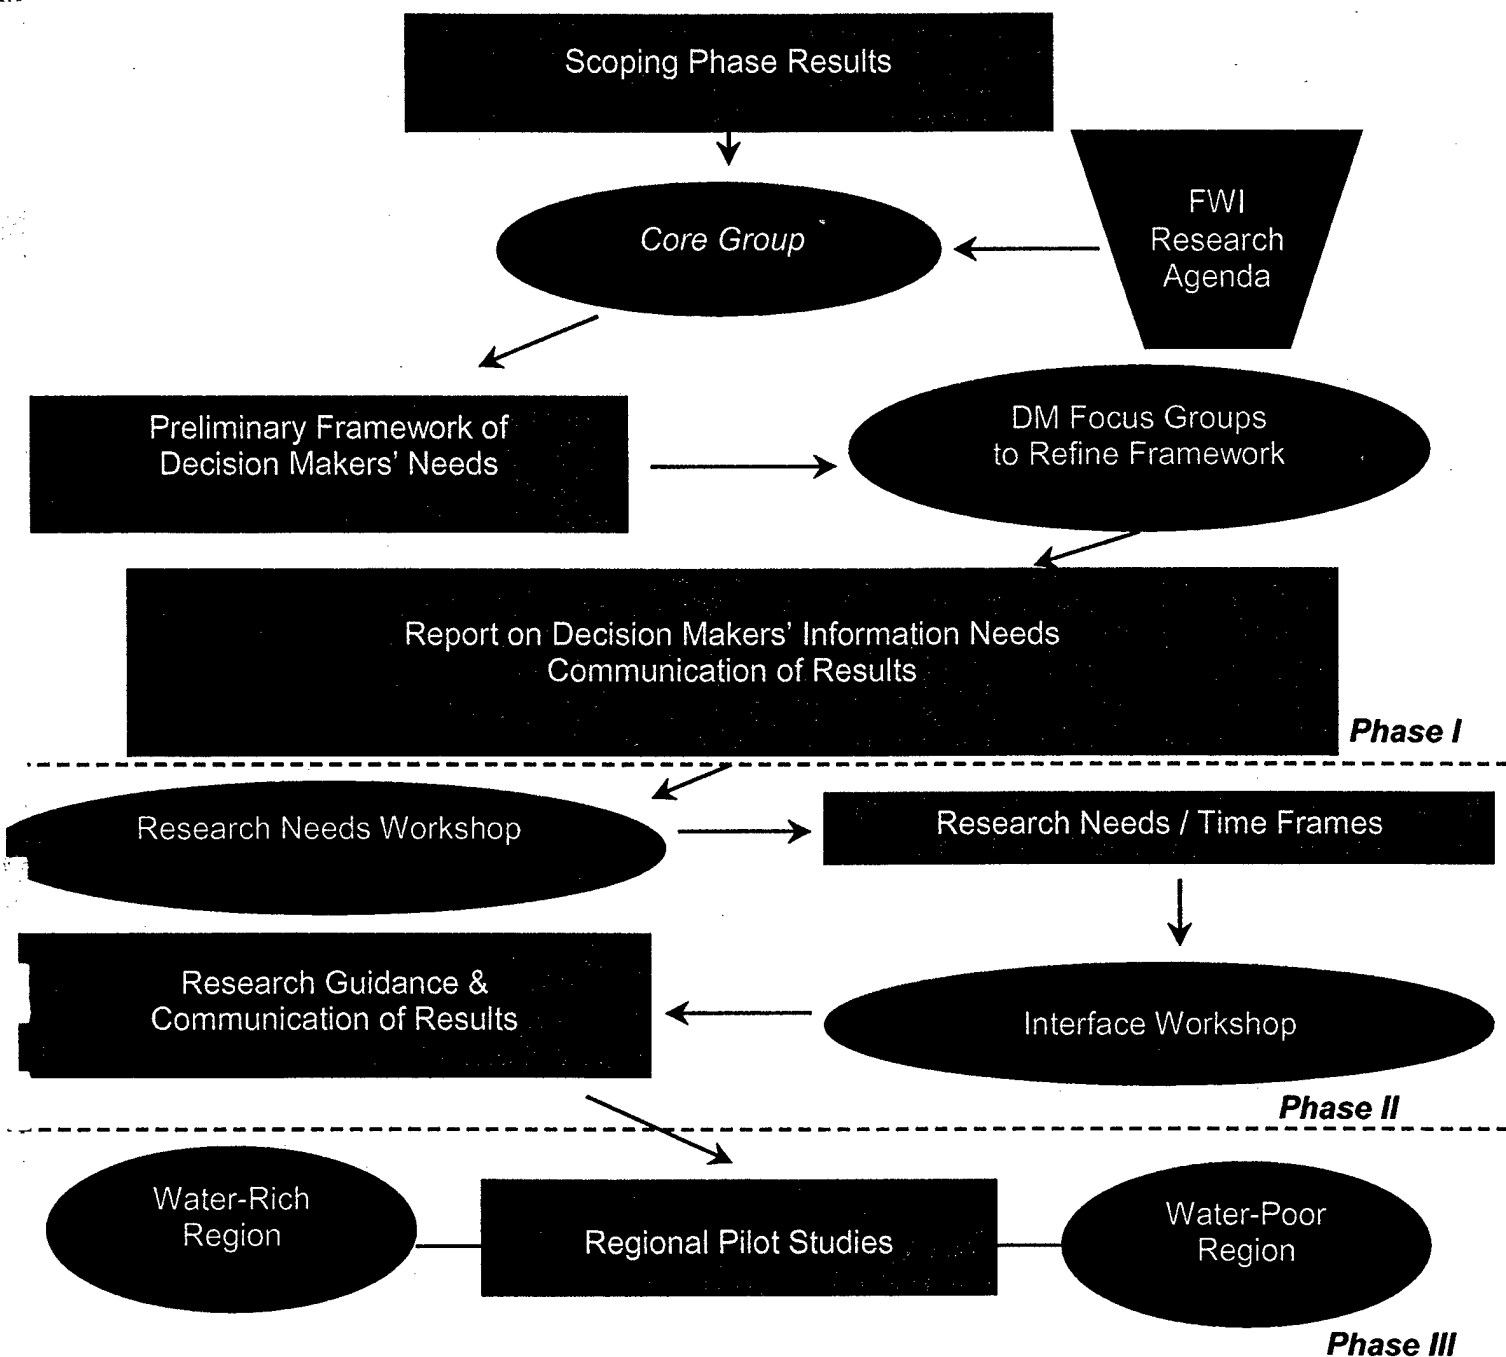 Scoping Phase Results
Core Group
FWI
Research
Agenda
Preliminary Framework of
Decision Makers' Needs
DM Focus Groups
to Refine Framework
Report on Decision Makers' Information Needs
Communication of Results
Phase I
Research Needs Workshop
Research Needs / Time Frames
Research Guidance &
Communication of Results
Interface Workshop
Phase II
Water-Rich
Region
Regional Pilot Studies
Water-Poor
Region
Phase III